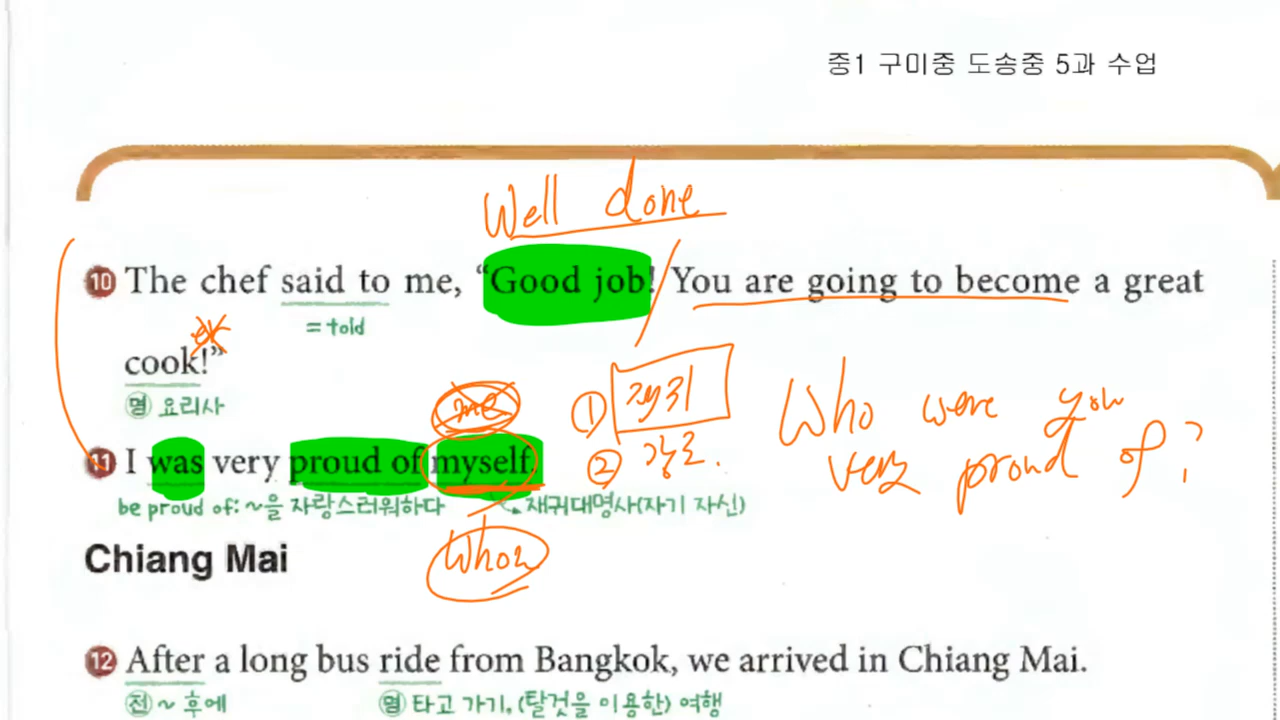 중1 구미중 도송중 5과 수업
Well done
10 The chef said to me, “Good job! You are going to become a great
= told
er
cook!”
명 요리사
me
① 재귀
② 강조.
Who were you
very proud of?
11 I was very proud of myself.
be proud of: ~을 자랑스러워하다
재귀대명사(자기 자신)
Chiang Mai
12 After a long bus ride from Bangkok, we arrived in Chiang Mai.
전 ~ 후에
명 타고 가기, (탈것을 이용한) 여행